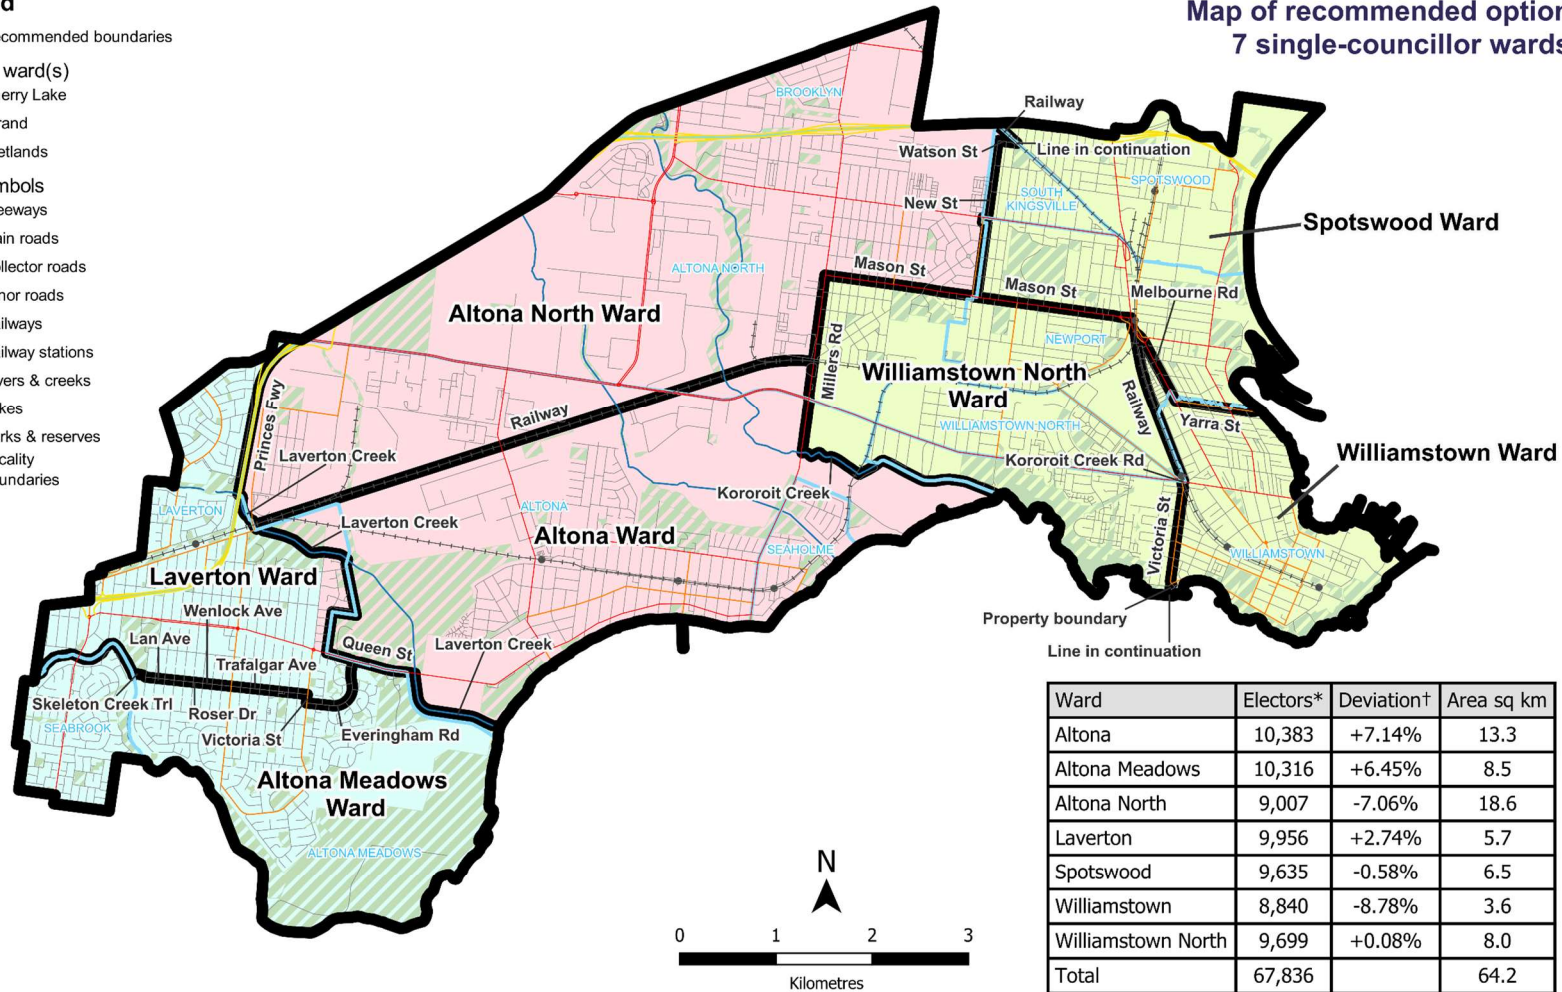 d
ecommended boundaries
ward(s)
erry Lake
rand
etlands
mbols
eeways
ain roads
ollector roads
nor roads
ilways
ilway stations
vers & creeks
kes
rks & reserves
cality
undaries
Map of recommended option
7 single-councillor wards
BROOKLYN
Railway
Watson St
Line in continuation
SPOTSWOOD
SOUTH
KINGSVILLE
New St
Spotswood Ward
ALTONA NORTH
Mason St
Mason St
Melbourne Rd
Altona North Ward
NEWPORT
Millers Rd
Williamstown North
Ward
Princes Fwy
Railway
Railway
Yarra St
WILLIAMSTOWN NORTH
Laverton Creek
Kororoit Creek Rd
Williamstown Ward
Kororoit Creek
LAVERTON
ALTONA
Laverton Creek
Altona Ward
SEAHOLME
Victoria St
WILLIAMSTOWN
Laverton Ward
Wenlock Ave
Property boundary
Lan Ave
Queen St
Laverton Creek
Line in continuation
Trafalgar Ave
Skeleton Creek Trl
Roser Dr
SEABROOK
Victoria St
Everingham Rd
Altona Meadows
Ward
ALTONA MEADOWS
N
0 1 2 3
Kilometres
Ward Electors* Deviation† Area sq km
Altona 10,383 +7.14% 13.3
Altona Meadows 10,316 +6.45% 8.5
Altona North 9,007 -7.06% 18.6
Laverton 9,956 +2.74% 5.7
Spotswood 9,635 -0.58% 6.5
Williamstown 8,840 -8.78% 3.6
Williamstown North 9,699 +0.08% 8.0
Total 67,836 64.2